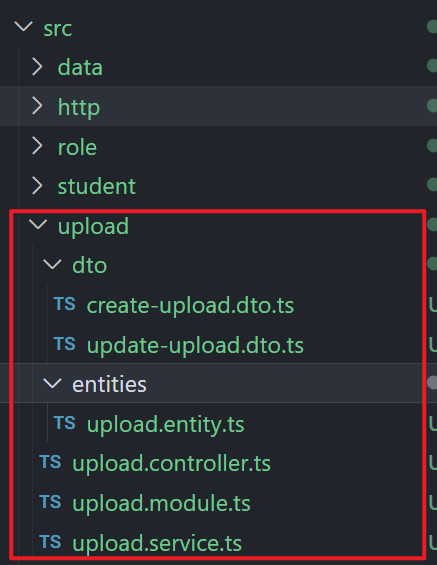 src
data
http
role
student
upload
dto
TS create-upload.dto.ts
U
TS update-upload.dto.ts
U
entities
TS upload.entity.ts
U
TS upload.controller.ts
U
TS upload.module.ts
U
TS upload.service.ts
U